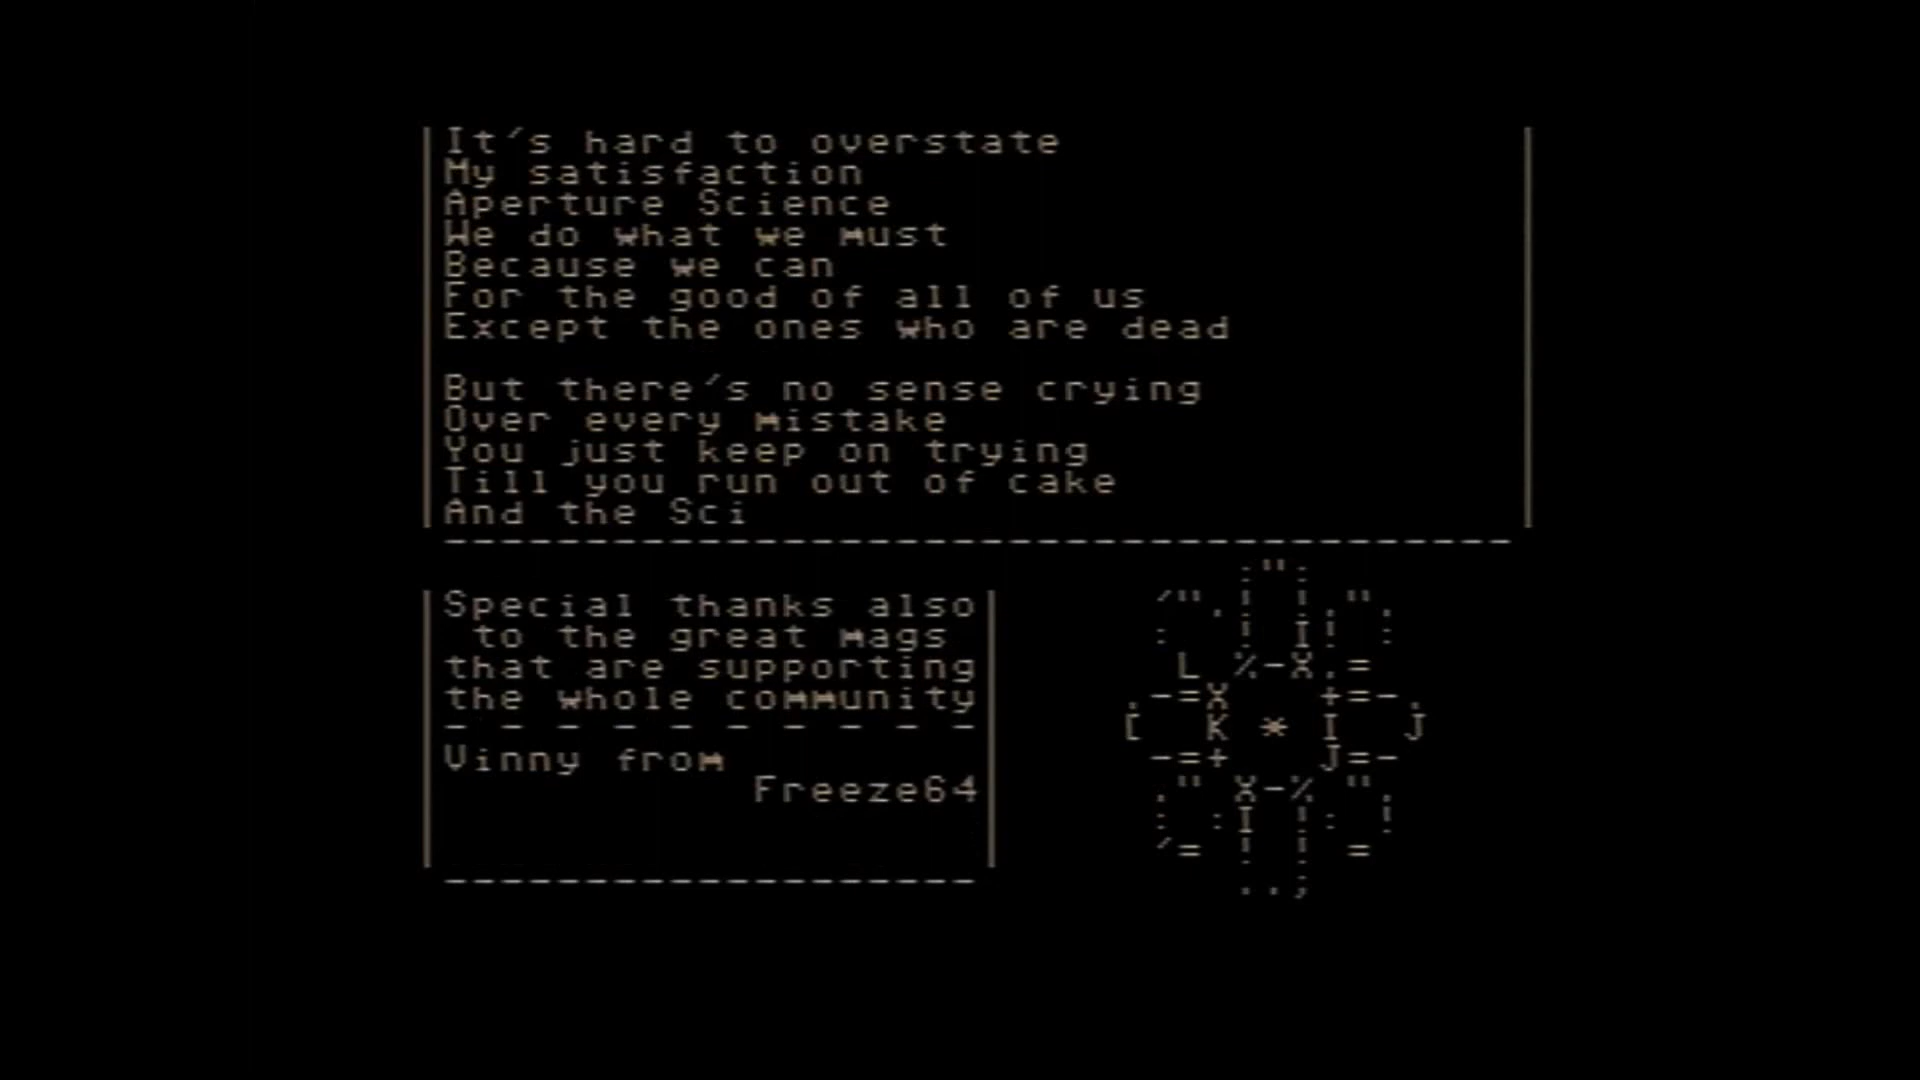 It's hard to overstate
My satisfaction
Aperture Science
We do what we must
Because we can
For the good of all of us
Except the ones who are dead
But there's no sense crying
Over every mistake
You just keep on trying
Till you run out of cake
And the Sci
Special thanks also
to the great mags
that are supporting
the whole community
Vinny from
Freeze64